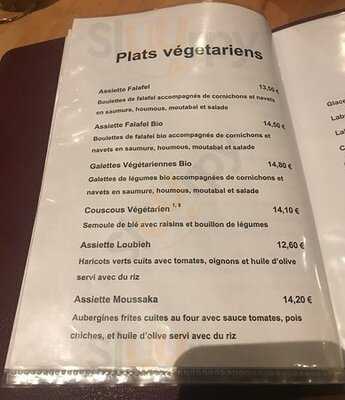 Plats végetariens
Assiette Falafel 13,50 €
Boulettes de falafel accompagnés de cornichons et navets
en saumure, houmous, moutabal et salade
Assiette Falafel Bio 14,50 €
Boulettes de falafel bio accompagnés de cornichons et
navets en saumure, houmous, moutabal et salade
Galettes Végétariennes Bio 14,80 €
Galettes de légumes bio accompagnées de cornichons et
navets en saumure, houmous, moutabal et salade
Couscous Végétarien 14,10 €
Semoule de blé avec raisins et bouillon de légumes
Assiette Loubieh 12,60 €
Haricots verts cuits avec tomates, oignons et huile d'olive
servi avec du riz
Assiette Moussaka 14,20 €
Aubergines frites cuites au four avec sauce tomates, pois
chiches, et huile d'olive servi avec du riz
Glace